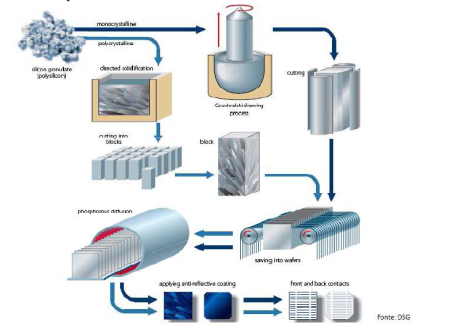 monocrystalline
polycrystalline
silicon granulate
(polysilicon)
directed solidification
Czochralski drawing
process
cutting
cutting into
blocks
block
phosphorous diffusion
sawing into wafers
applying anti-reflective coating
front and back contacts
Fonte: DSG